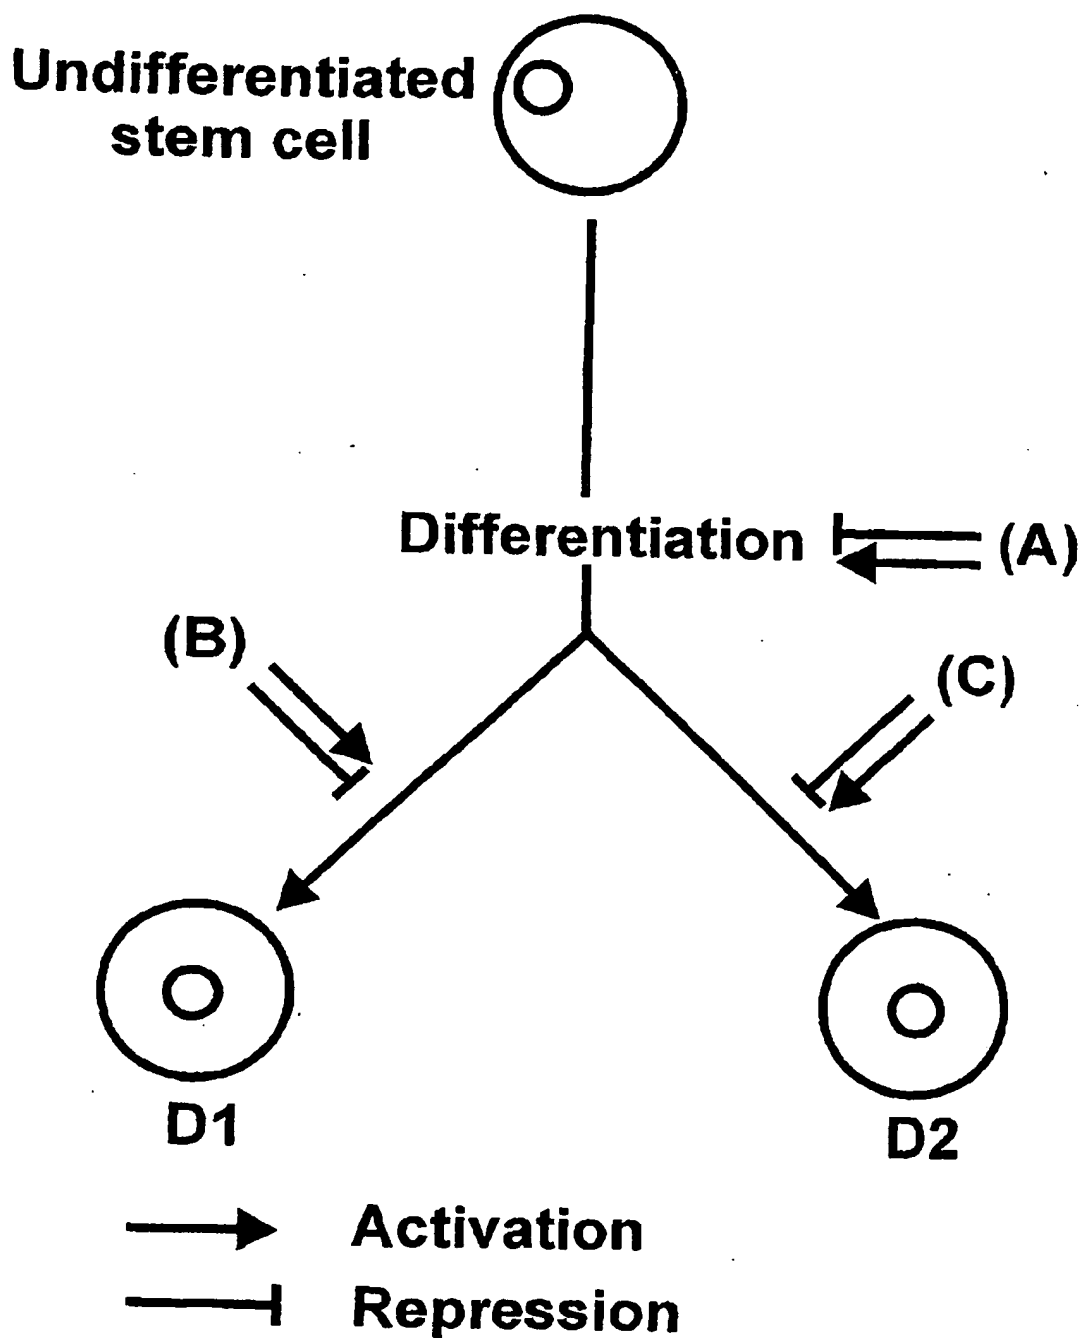 Undifferentiated
stem cell
Differentiation
(A)
(B)
(C)
D1
D2
Activation
Repression